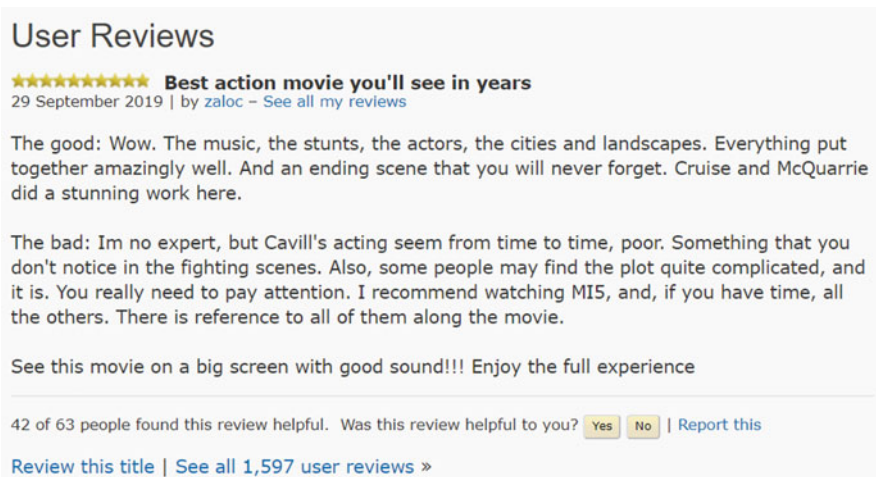 User Reviews
Best action movie you'll see in years
29 September 2019 | by zaloc – See all my reviews
The good: Wow. The music, the stunts, the actors, the cities and landscapes. Everything put
together amazingly well. And an ending scene that you will never forget. Cruise and McQuarrie
did a stunning work here.
The bad: Im no expert, but Cavill's acting seem from time to time, poor. Something that you
don't notice in the fighting scenes. Also, some people may find the plot quite complicated, and
it is. You really need to pay attention. I recommend watching MI5, and, if you have time, all
the others. There is reference to all of them along the movie.
See this movie on a big screen with good sound!!! Enjoy the full experience
42 of 63 people found this review helpful. Was this review helpful to you? Yes No | Report this
Review this title | See all 1,597 user reviews »